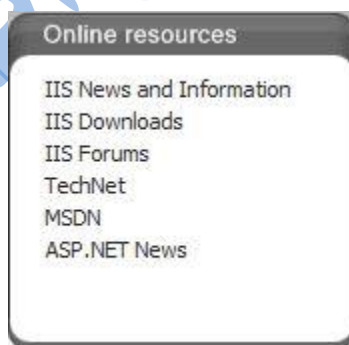 Online resources
IIS News and Information
IIS Downloads
IIS Forums
TechNet
MSDN
ASP.NET News